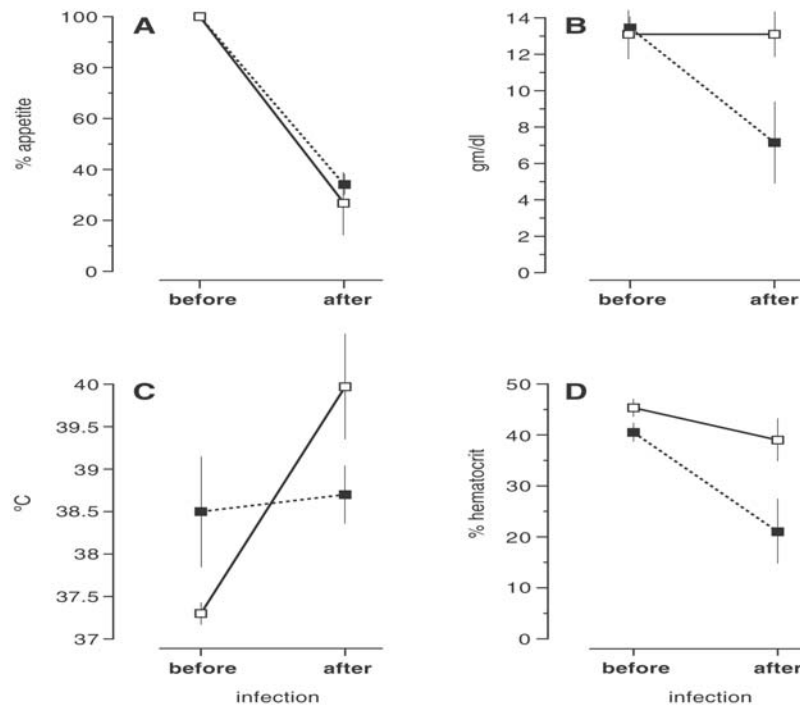 A
% appetite
100
80
60
40
20
0
before after
B
gm/dl
14
12
10
8
6
4
2
0
before after
C
ºC
40
39.5
39
38.5
38
37.5
37
before after
infection
D
% hematocrit
50
40
30
20
10
0
before after
infection